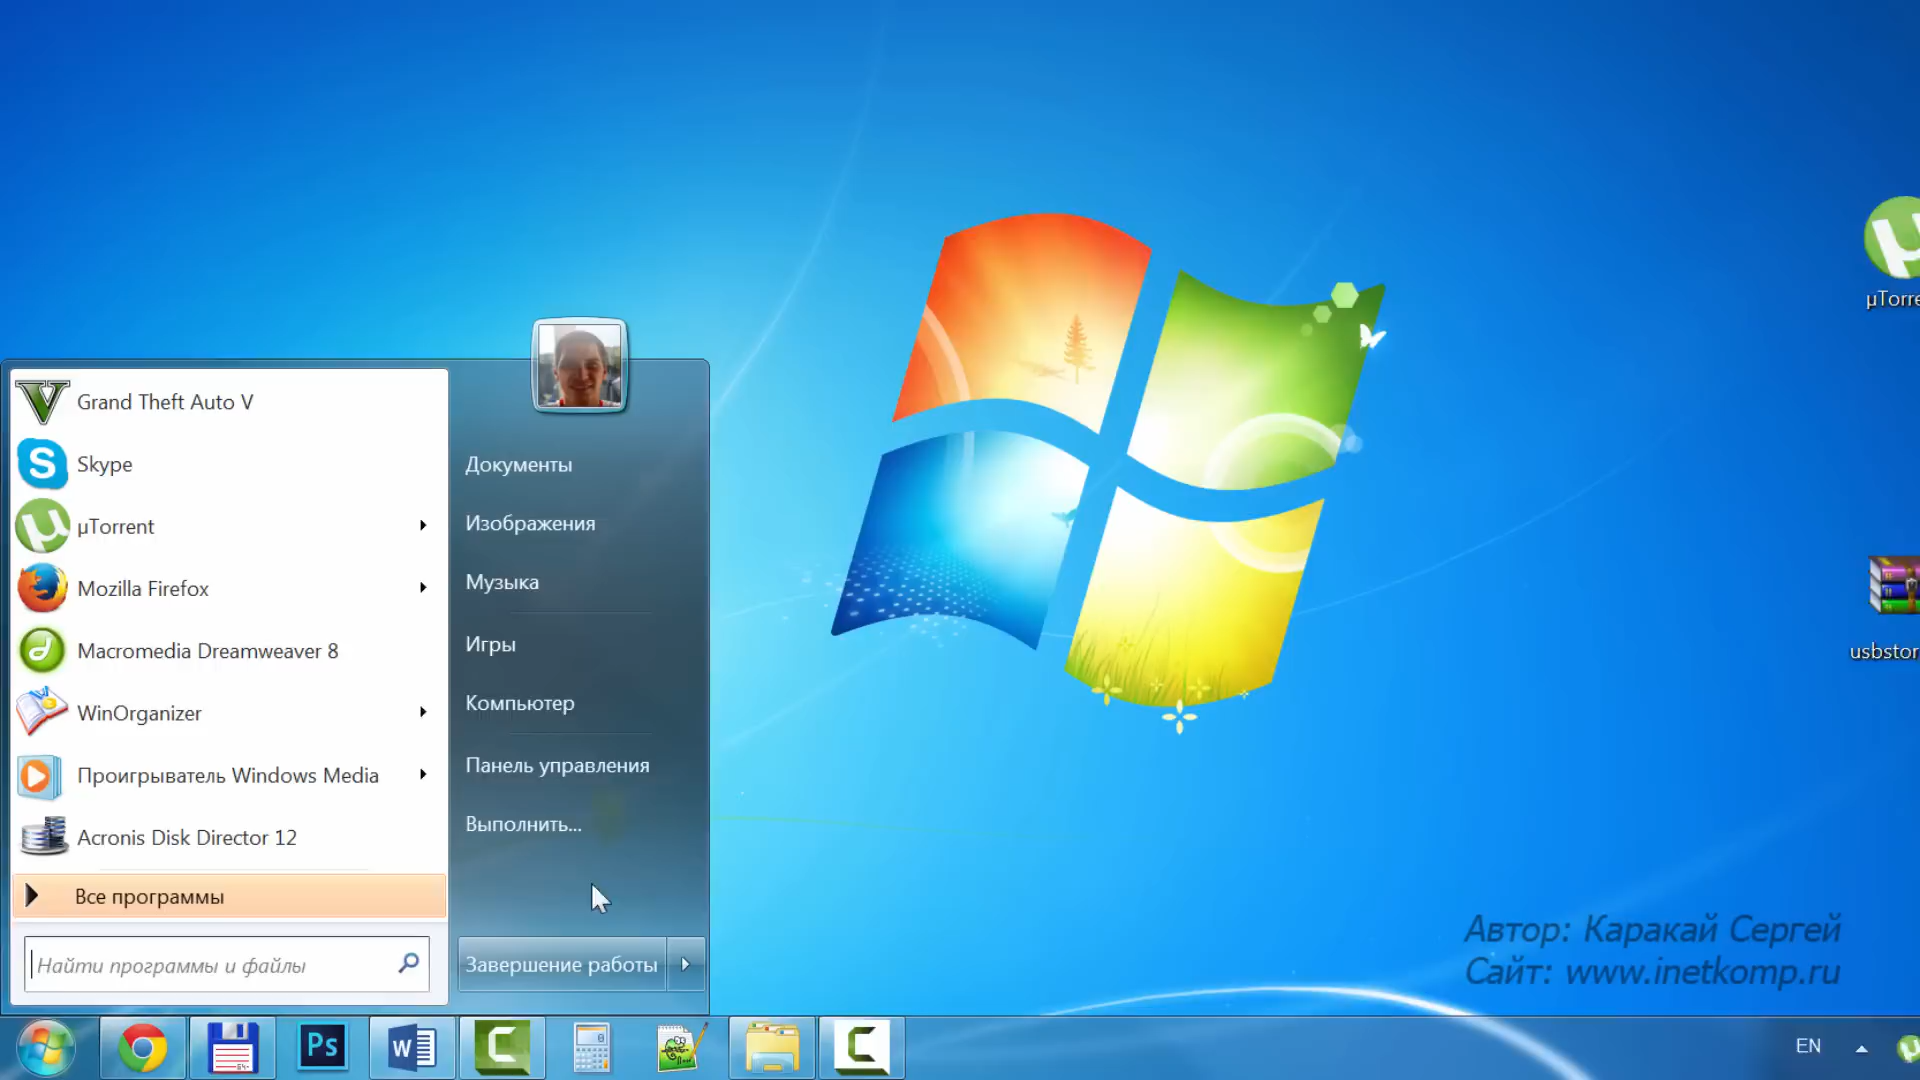 Grand Theft Auto V
Skype
µTorrent
Mozilla Firefox
Macromedia Dreamweaver 8
WinOrganizer
Проигрыватель Windows Media
Acronis Disk Director 12
Все программы
Найти программы и файлы
Документы
Изображения
Музыка
Игры
Компьютер
Панель управления
Выполнить...
Завершение работы
µTorre
usbstor
Автор: Каракай Сергей
Сайт: www.inetkomp.ru
Ps
W
EN